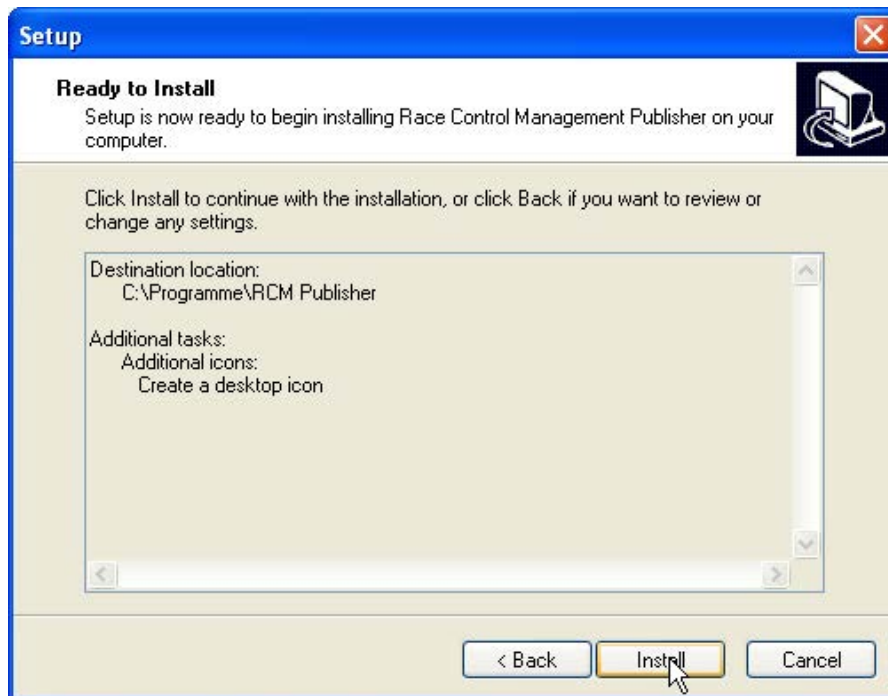 Setup
Ready to Install
Setup is now ready to begin installing Race Control Management Publisher on your
computer.
Click Install to continue with the installation, or click Back if you want to review or
change any settings.
Destination location:
C:\Programme\RCM Publisher
Additional tasks:
Additional icons:
Create a desktop icon
< Back
Install
Cancel